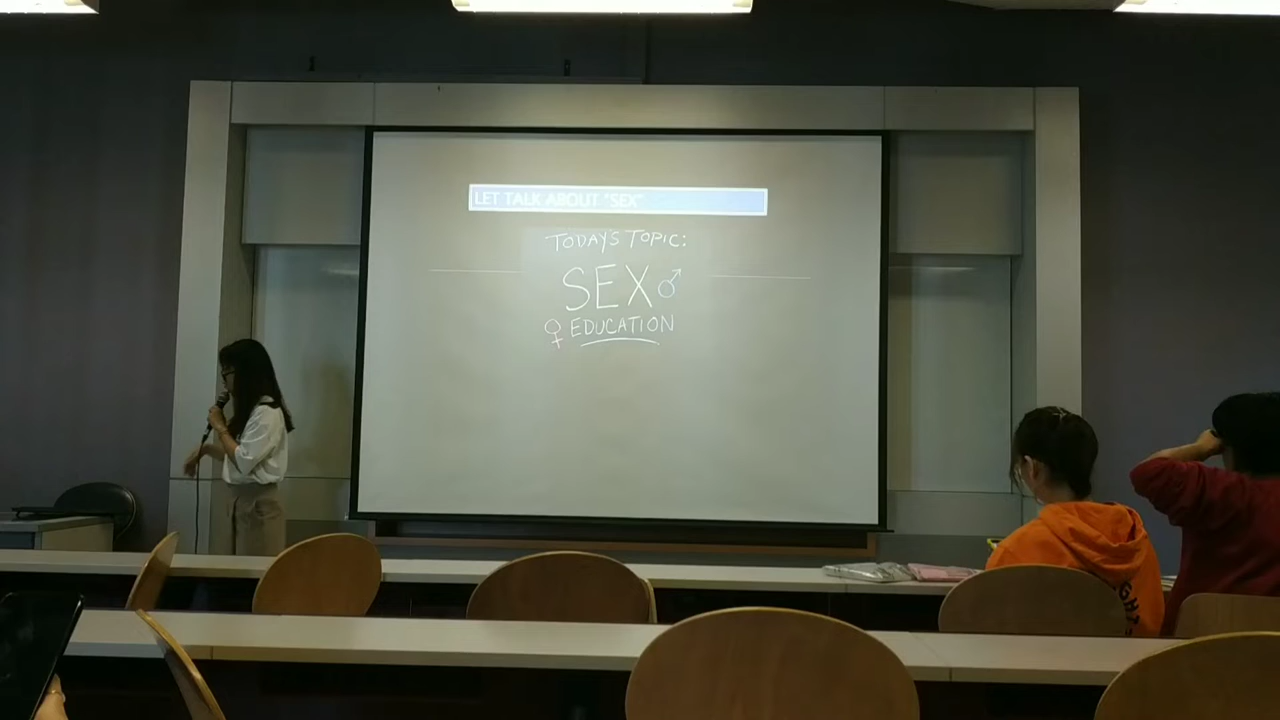 LET TALK ABOUT "SEX"
TODAYS TOPIC:
SEX♂
♀ EDUCATION